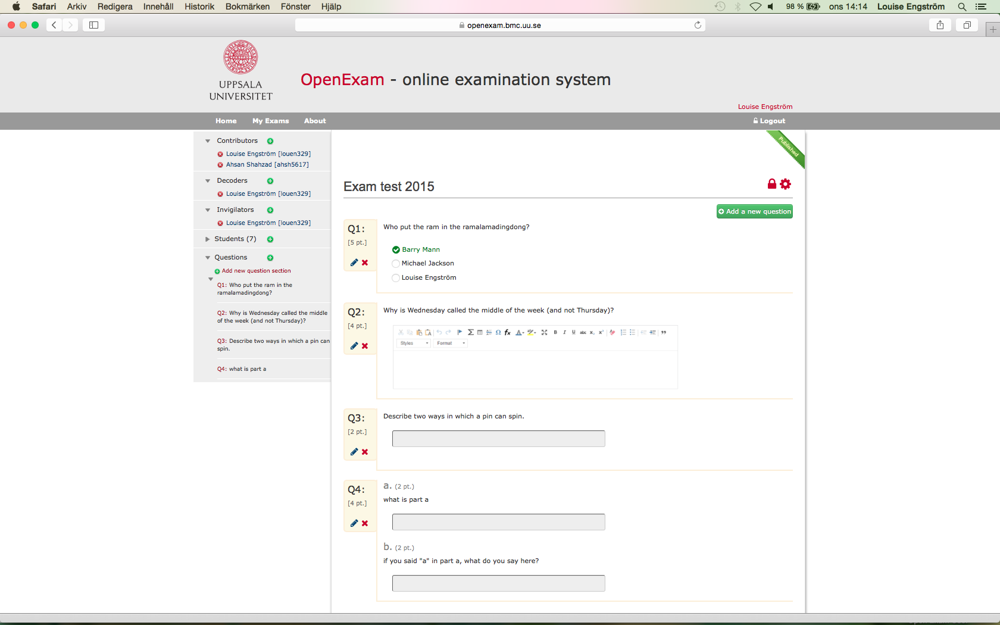 Safari Arkiv Redigera Innehåll Historik Bokmärken Fönster Hjälp 98 % ons 14:14 Louise Engström
openexam.bmc.uu.se
UPPSALA
UNIVERSITET
OpenExam - online examination system
Louise Engström
Home My Exams About Logout
Contributors
Louise Engström [louen329]
Ahsan Shahzad [ahsh5617]
Decoders
Louise Engström [louen329]
Invigilators
Louise Engström [louen329]
Students (7)
Questions
Add new question section
Q1: Who put the ram in the
ramalamadingdong?
Q2: Why is Wednesday called the middle
of the week (and not Thursday)?
Q3: Describe two ways in which a pin can
spin.
Q4: what is part a
Published
Exam test 2015
Add a new question
Q1:
[5 pt.]
Who put the ram in the ramalamadingdong?
Barry Mann
Michael Jackson
Louise Engström
Q2:
[4 pt.]
Why is Wednesday called the middle of the week (and not Thursday)?
Styles Format
Q3:
[2 pt.]
Describe two ways in which a pin can spin.
Q4:
[4 pt.]
a. (2 pt.)
what is part a
b. (2 pt.)
if you said "a" in part a, what do you say here?